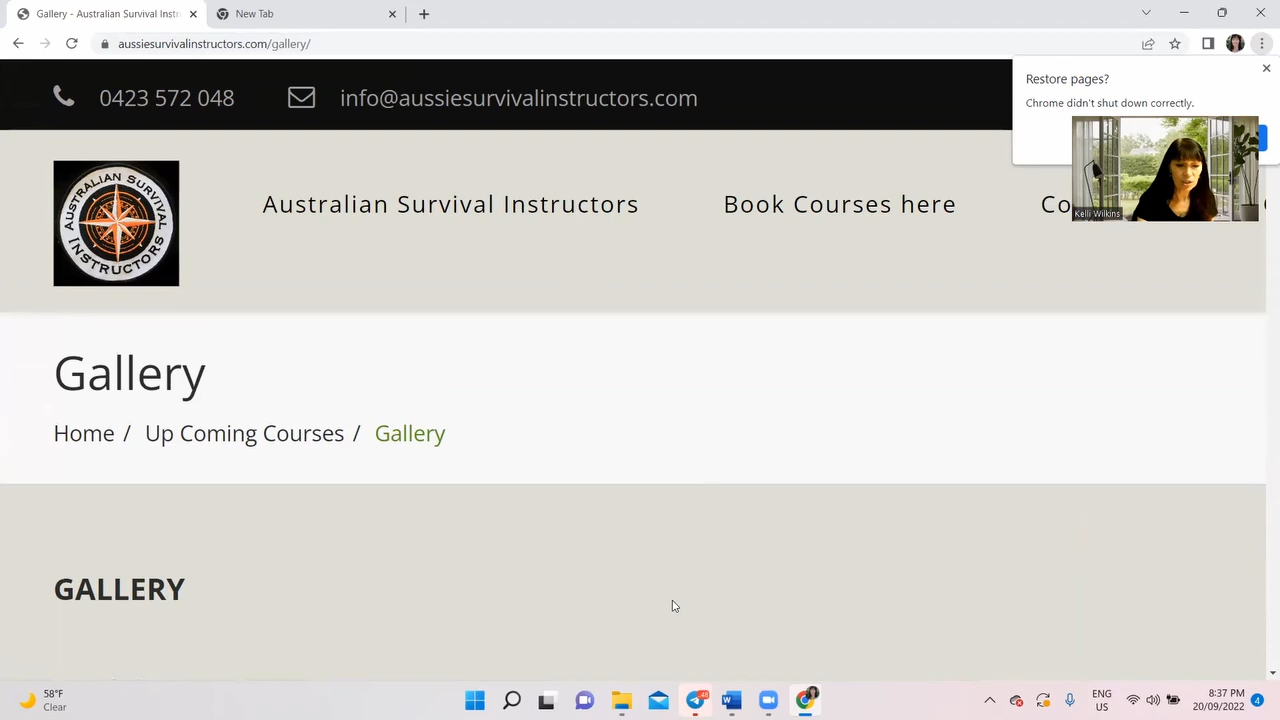 Gallery - Australian Survival Instr
New Tab
aussiesurvivalinstructors.com/gallery/
Restore pages?
Chrome didn't shut down correctly.
0423 572 048
info@aussiesurvivalinstructors.com
AUSTRALIAN SURVIVAL INSTRUCTORS
Australian Survival Instructors
Book Courses here
Co
Kelli Wilkins
Gallery
Home / Up Coming Courses / Gallery
GALLERY
58°F
Clear
48
ENG
US
8:37 PM
20/09/2022
4